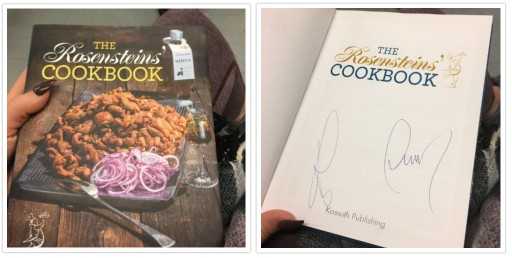 THE
Rosensteins'
COOKBOOK
THE
Rosensteins'
COOKBOOK
Kossuth Publishing